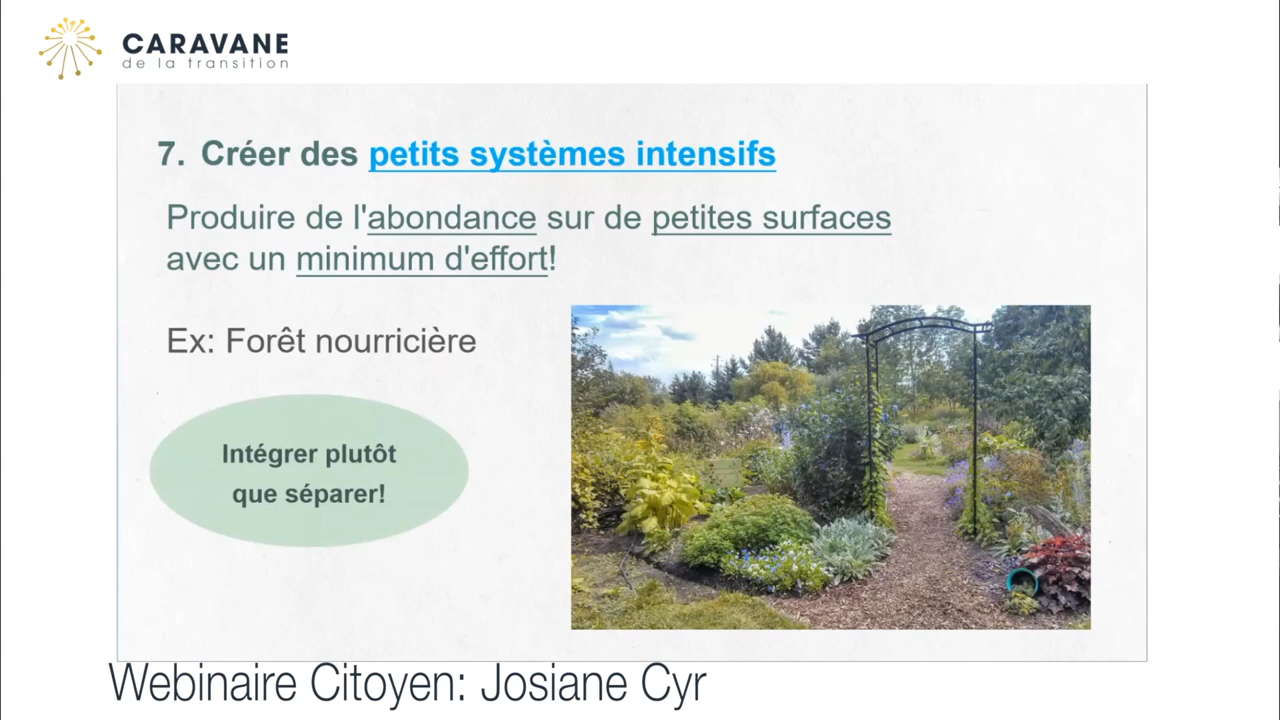 CARAVANE
de la transition
7. Créer des petits systèmes intensifs
Produire de l'abondance sur de petites surfaces
avec un minimum d'effort!
Ex: Forêt nourricière
Intégrer plutôt
que séparer!
Webinaire Citoyen: Josiane Cyr